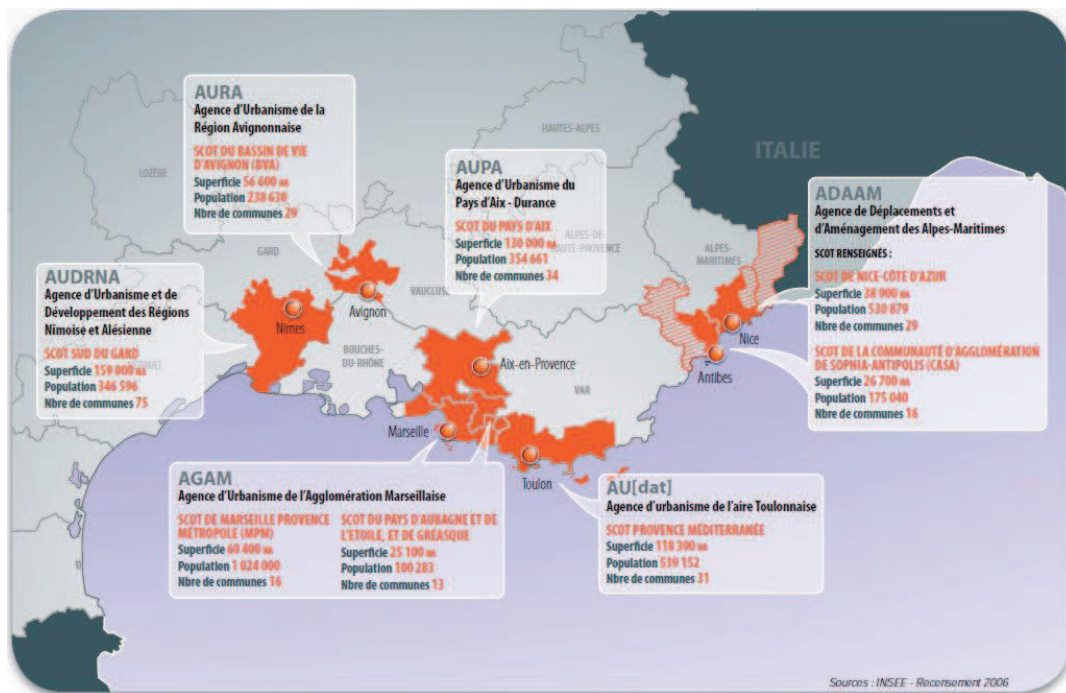 AURA
Agence d'Urbanisme de la
Région Avignonnaise
SCOT DU BASSIN DE VIE
D'AVIGNON (BVA)
Superficie 56 600 HA
Population 238 630
Nbre de communes 29
AUPA
Agence d'Urbanisme du
Pays d'Aix - Durance
SCOT DU PAYS D'AIX
Superficie 130 000 HA
Population 354 661
Nbre de communes 34
ADAAM
Agence de Déplacements et
d'Aménagement des Alpes-Maritimes
SCOT RENSEIGNÉS :
SCOT DE NICE-CÔTE D'AZUR
Superficie 38 900 HA
Population 530 879
Nbre de communes 29
SCOT DE LA COMMUNAUTÉ D'AGGLOMÉRATION
DE SOPHIA-ANTIPOLIS (CASA)
Superficie 26 700 HA
Population 175 040
Nbre de communes 16
AUDRNA
Agence d'Urbanisme et de
Développement des Régions
Nîmoise et Alésienne
SCOT SUD DU GARD
Superficie 159 000 HA
Population 346 596
Nbre de communes 75
AGAM
Agence d'Urbanisme de l'Agglomération Marseillaise
SCOT DE MARSEILLE PROVENCE
MÉTROPOLE (MPM)
Superficie 60 400 HA
Population 1 024 000
Nbre de communes 16
SCOT DU PAYS D'AUBAGNE ET DE
L'ETOILE, ET DE GRÉASQUE
Superficie 25 100 HA
Population 100 283
Nbre de communes 13
AU[dat]
Agence d'urbanisme de l'aire Toulonnaise
SCOT PROVENCE MÉDITERRANÉE
Superficie 118 300 HA
Population 539 152
Nbre de communes 31
LOZÈRE
HAUTES-ALPES
ITALIE
GARD
VAUCLUSE
ALPES-DE-
HAUTE-PROVENCE
ALPES-
MARITIMES
BOUCHES-
DU-RHÔNE
VAR
Nîmes
Avignon
Aix-en-Provence
Marseille
Toulon
Nice
Antibes
Sources : INSEE - Recensement 2006